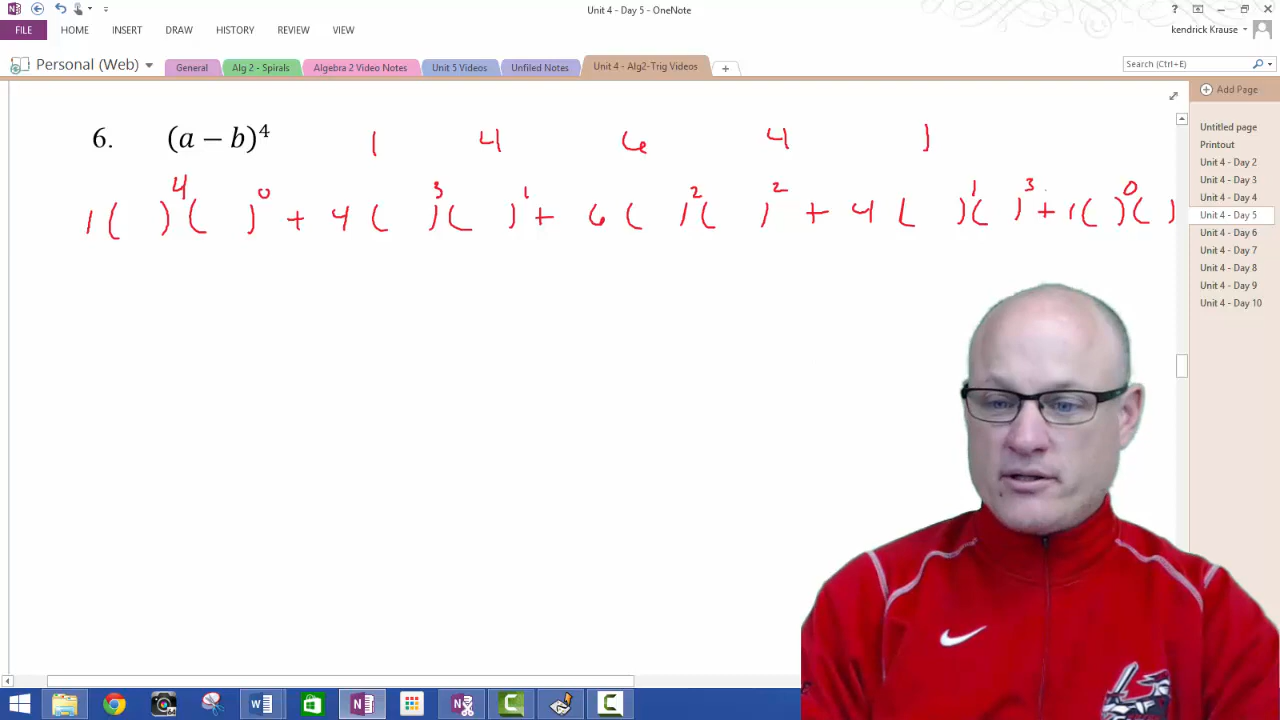 Unit 4 - Day 5 - OneNote
FILE HOME INSERT DRAW HISTORY REVIEW VIEW kendrick Krause
Personal (Web) General Alg 2 - Spirals Algebra 2 Video Notes Unit 5 Videos Unfiled Notes Unit 4 - Alg2-Trig Videos Search (Ctrl+E)
Add Page
6. (a − b)⁴ 1 4 6 4 1
1( )⁴( )⁰ + 4( )³( )¹ + 6( )²( )² + 4( )¹( )³ + 1( )⁰( )
Untitled page
Printout
Unit 4 - Day 2
Unit 4 - Day 3
Unit 4 - Day 4
Unit 4 - Day 5
Unit 4 - Day 6
Unit 4 - Day 7
Unit 4 - Day 8
Unit 4 - Day 9
Unit 4 - Day 10